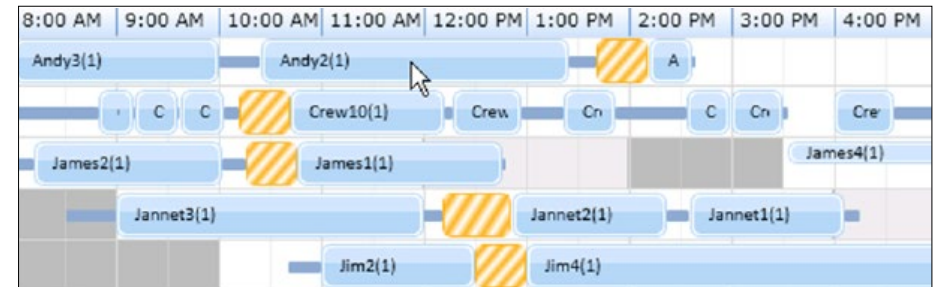 8:00 AM 9:00 AM 10:00 AM 11:00 AM 12:00 PM 1:00 PM 2:00 PM 3:00 PM 4:00 PM
Andy3(1) Andy2(1) A
C C Crew10(1) Crew C Cre
James2(1) James1(1) James4(1)
Jannet3(1) Jannet2(1) Jannet1(1)
Jim2(1) Jim4(1)